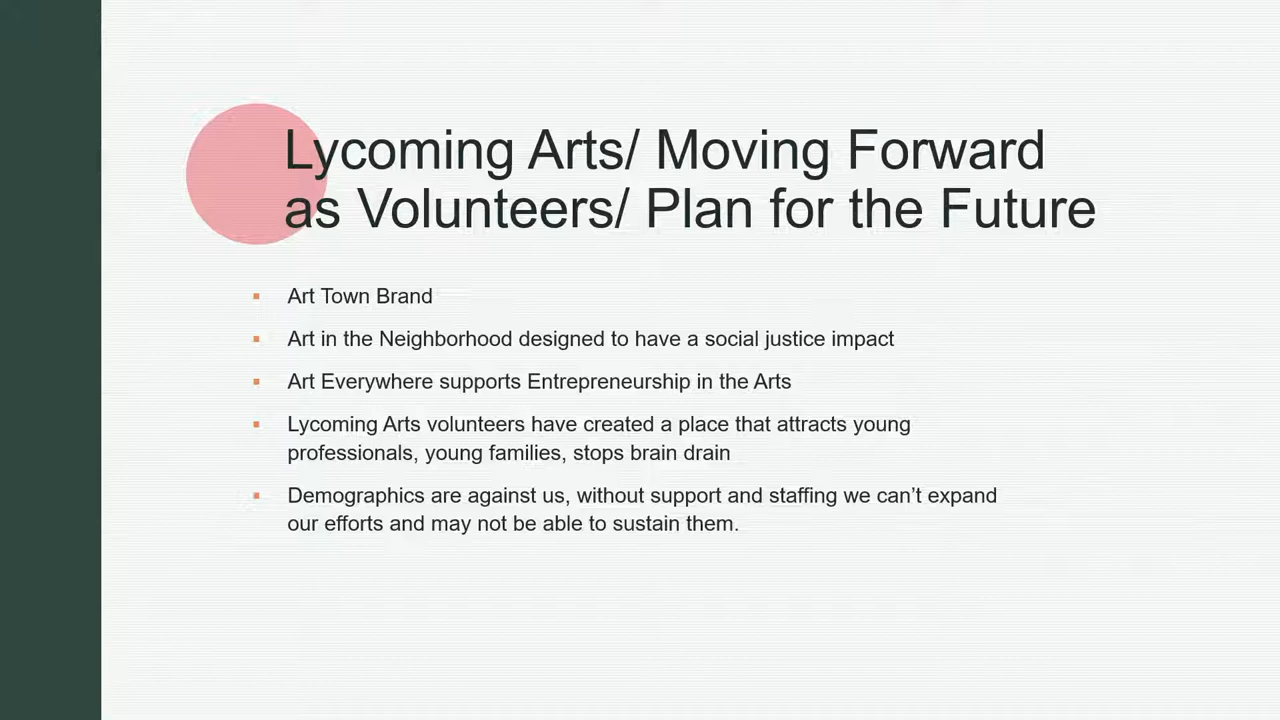 Lycoming Arts/ Moving Forward
as Volunteers/ Plan for the Future
▪ Art Town Brand
▪ Art in the Neighborhood designed to have a social justice impact
▪ Art Everywhere supports Entrepreneurship in the Arts
▪ Lycoming Arts volunteers have created a place that attracts young
professionals, young families, stops brain drain
▪ Demographics are against us, without support and staffing we can’t expand
our efforts and may not be able to sustain them.